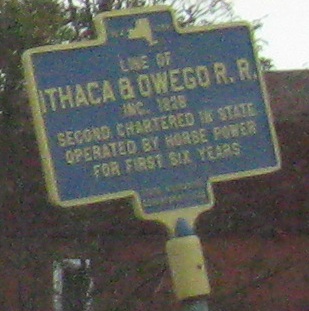 LINE OF
ITHACA & OWEGO R. R.
INC. 1828
SECOND CHARTERED IN STATE
OPERATED BY HORSE POWER
FOR FIRST SIX YEARS